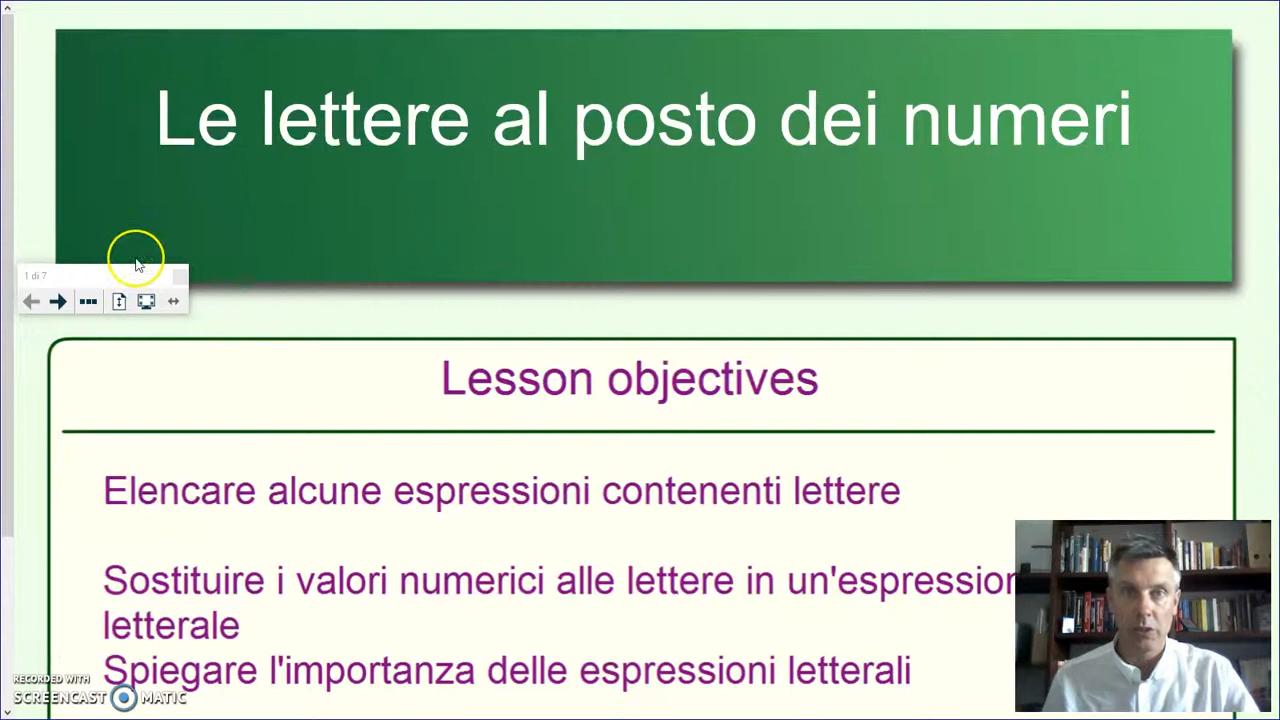 Le lettere al posto dei numeri
1 di 7
Lesson objectives
Elencare alcune espressioni contenenti lettere
Sostituire i valori numerici alle lettere in un'espression
letterale
Spiegare l'importanza delle espressioni letterali
RECORDED WITH
SCREENCAST MATIC